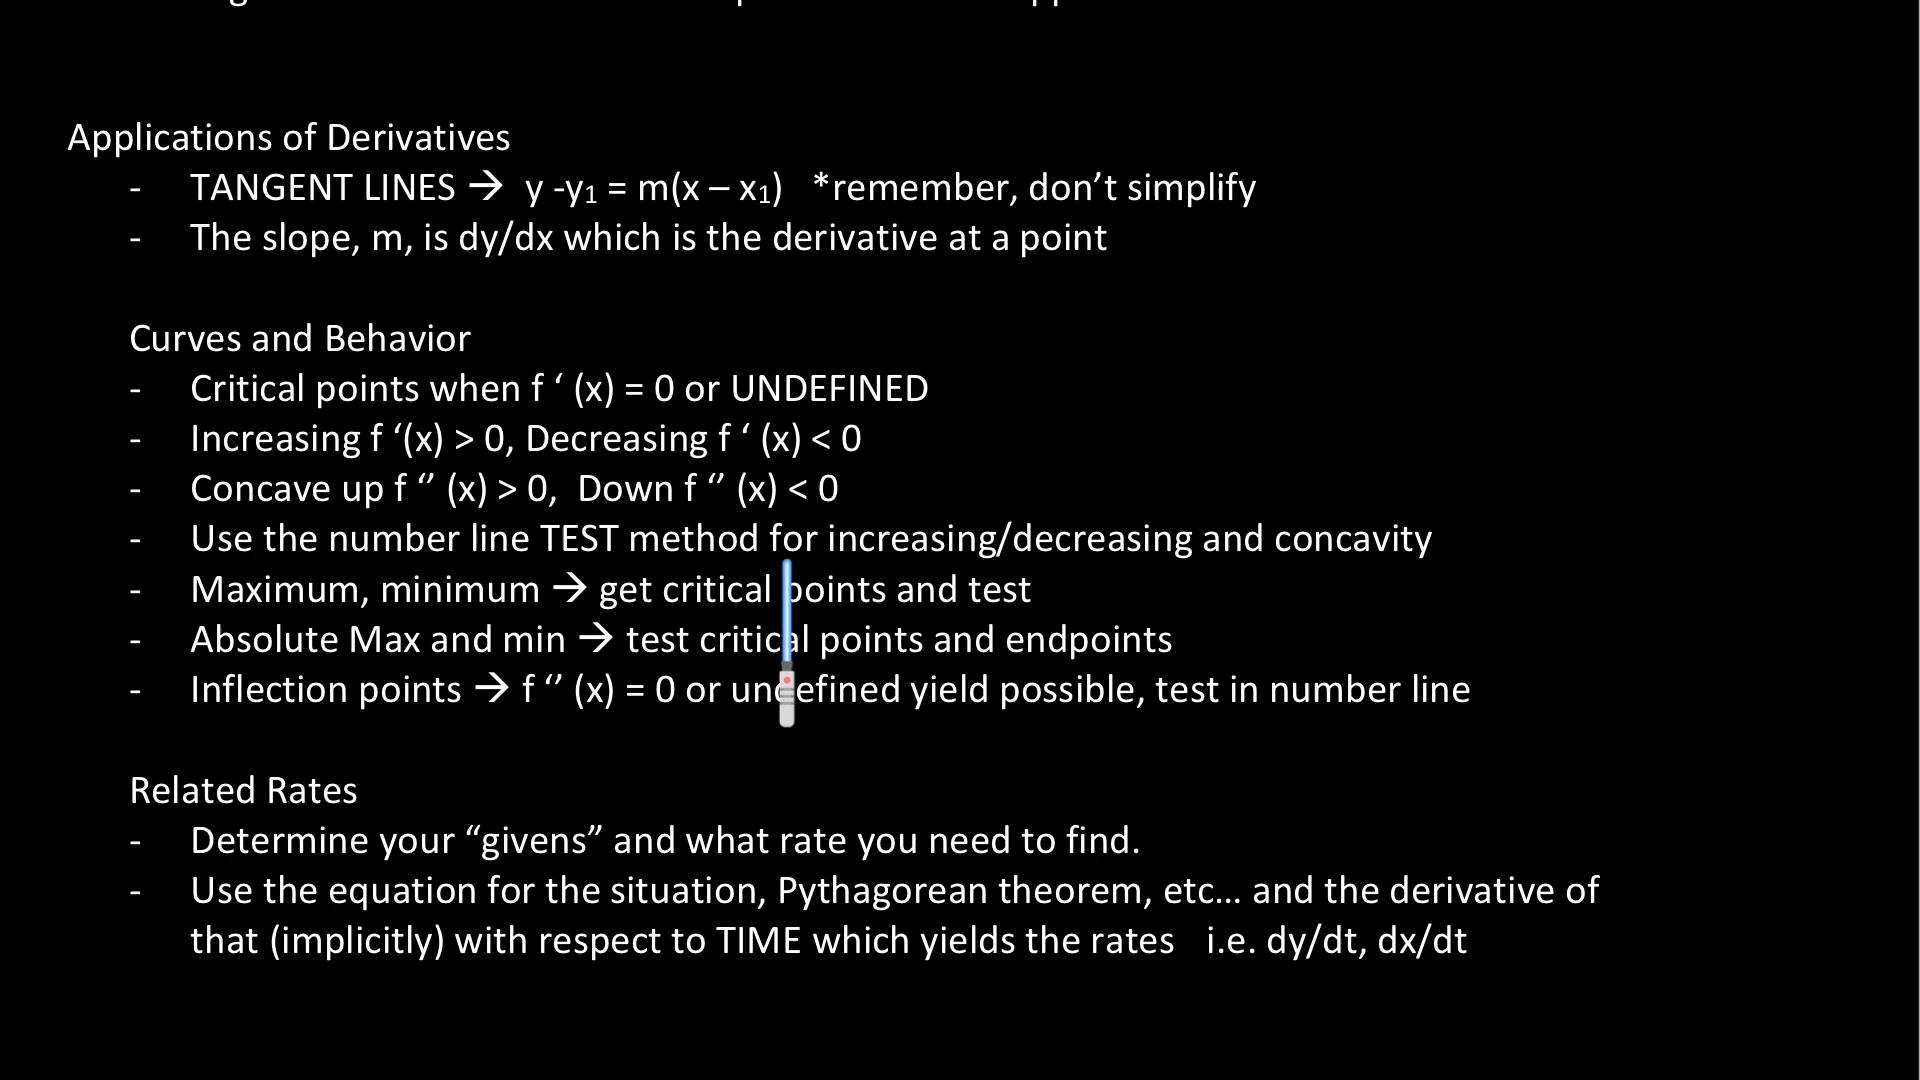 Applications of Derivatives
- TANGENT LINES → y -y₁ = m(x – x₁) *remember, don’t simplify
- The slope, m, is dy/dx which is the derivative at a point
Curves and Behavior
- Critical points when f ‘ (x) = 0 or UNDEFINED
- Increasing f ‘(x) > 0, Decreasing f ‘ (x) < 0
- Concave up f ‘’ (x) > 0, Down f ‘’ (x) < 0
- Use the number line TEST method for increasing/decreasing and concavity
- Maximum, minimum → get critical points and test
- Absolute Max and min → test critical points and endpoints
- Inflection points → f ‘’ (x) = 0 or undefined yield possible, test in number line
Related Rates
- Determine your “givens” and what rate you need to find.
- Use the equation for the situation, Pythagorean theorem, etc… and the derivative of
that (implicitly) with respect to TIME which yields the rates i.e. dy/dt, dx/dt